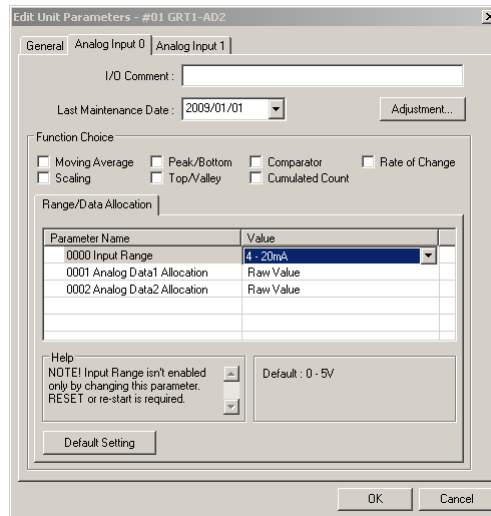 Edit Unit Parameters - #01 GRT1-AD2
General Analog Input 0 Analog Input 1
I/O Comment :
Last Maintenance Date : 2009/01/01 Adjustment...
Function Choice
Moving Average Peak/Bottom Comparator Rate of Change
Scaling Top/Valley Cumulated Count
Range/Data Allocation
Parameter Name Value
0000 Input Range 4 - 20mA
0001 Analog Data1 Allocation Raw Value
0002 Analog Data2 Allocation Raw Value
Help
NOTE! Input Range isn't enabled
only by changing this parameter.
RESET or re-start is required.
Default : 0 - 5V
Default Setting
OK Cancel